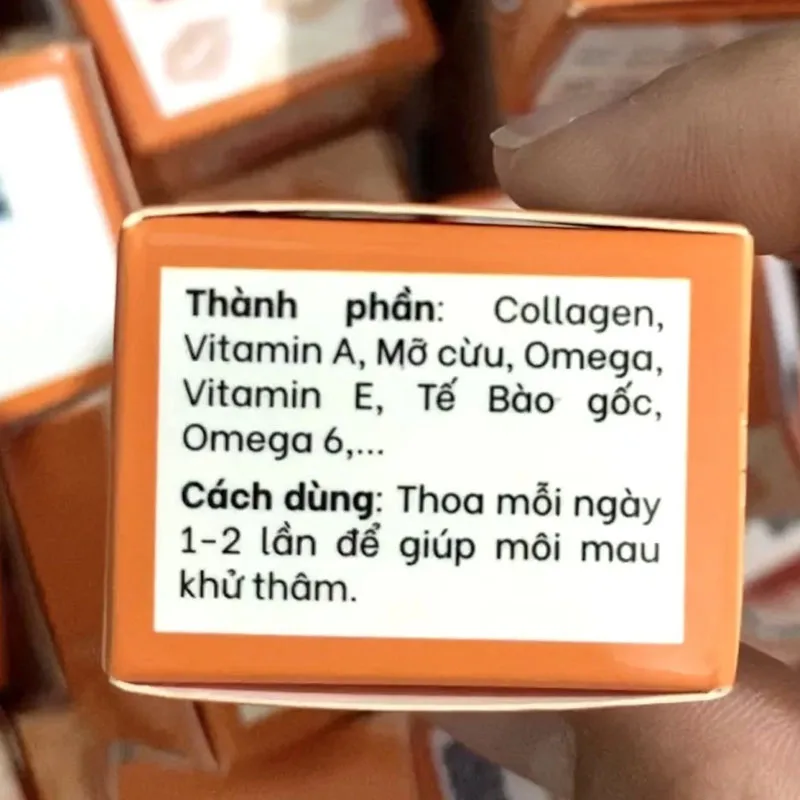 Thành phần: Collagen,
Vitamin A, Mỡ cừu, Omega,
Vitamin E, Tế Bào gốc,
Omega 6,...
Cách dùng: Thoa mỗi ngày
1-2 lần để giúp môi mau
khử thâm.